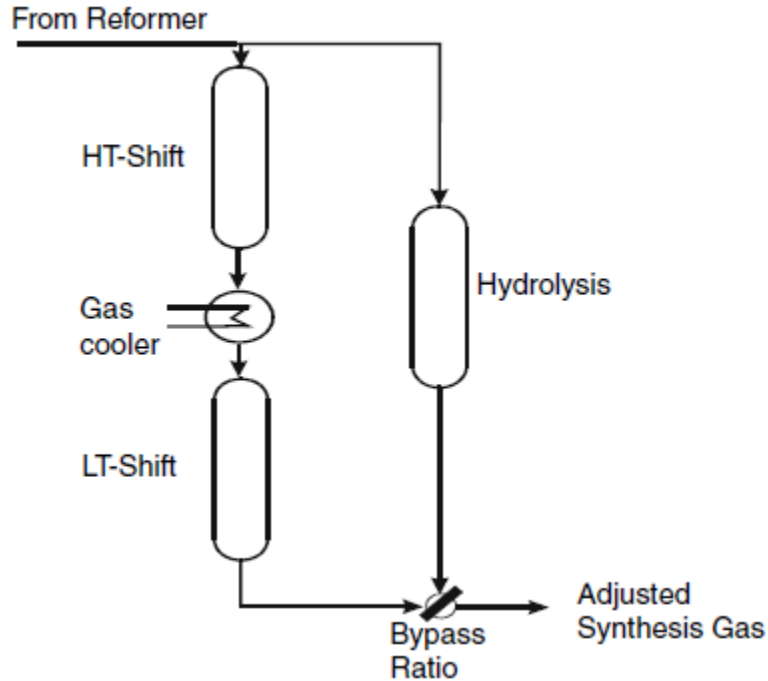 From Reformer
HT-Shift
Hydrolysis
Gas
cooler
LT-Shift
Adjusted
Synthesis Gas
Bypass
Ratio